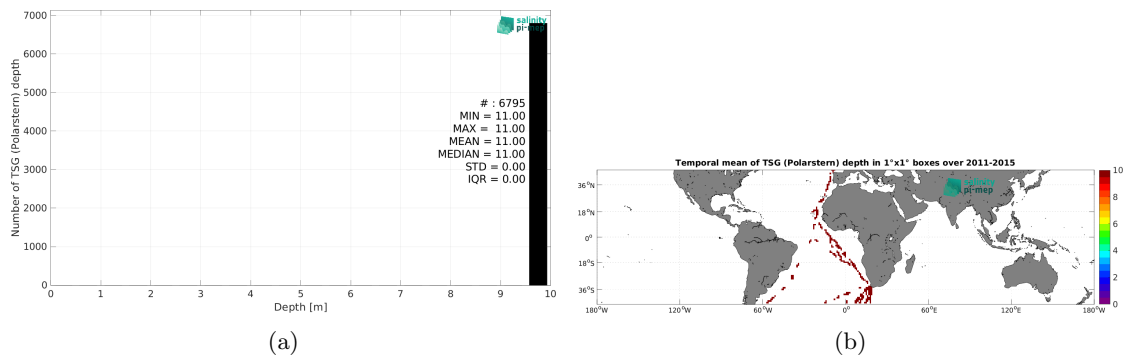 7000
6000
5000
4000
3000
2000
1000
0
Number of TSG (Polarstern) depth
salinity
pi-mep
# : 6795
MIN = 11.00
MAX = 11.00
MEAN = 11.00
MEDIAN = 11.00
STD = 0.00
IQR = 0.00
0 1 2 3 4 5 6 7 8 9 10
Depth [m]
(a)
Temporal mean of TSG (Polarstern) depth in 1°x1° boxes over 2011-2015
salinity
pi-mep
36°N
18°N
0°
18°S
36°S
180°W 120°W 60°W 0° 60°E 120°E 180°W
10
8
6
4
2
0
(b)